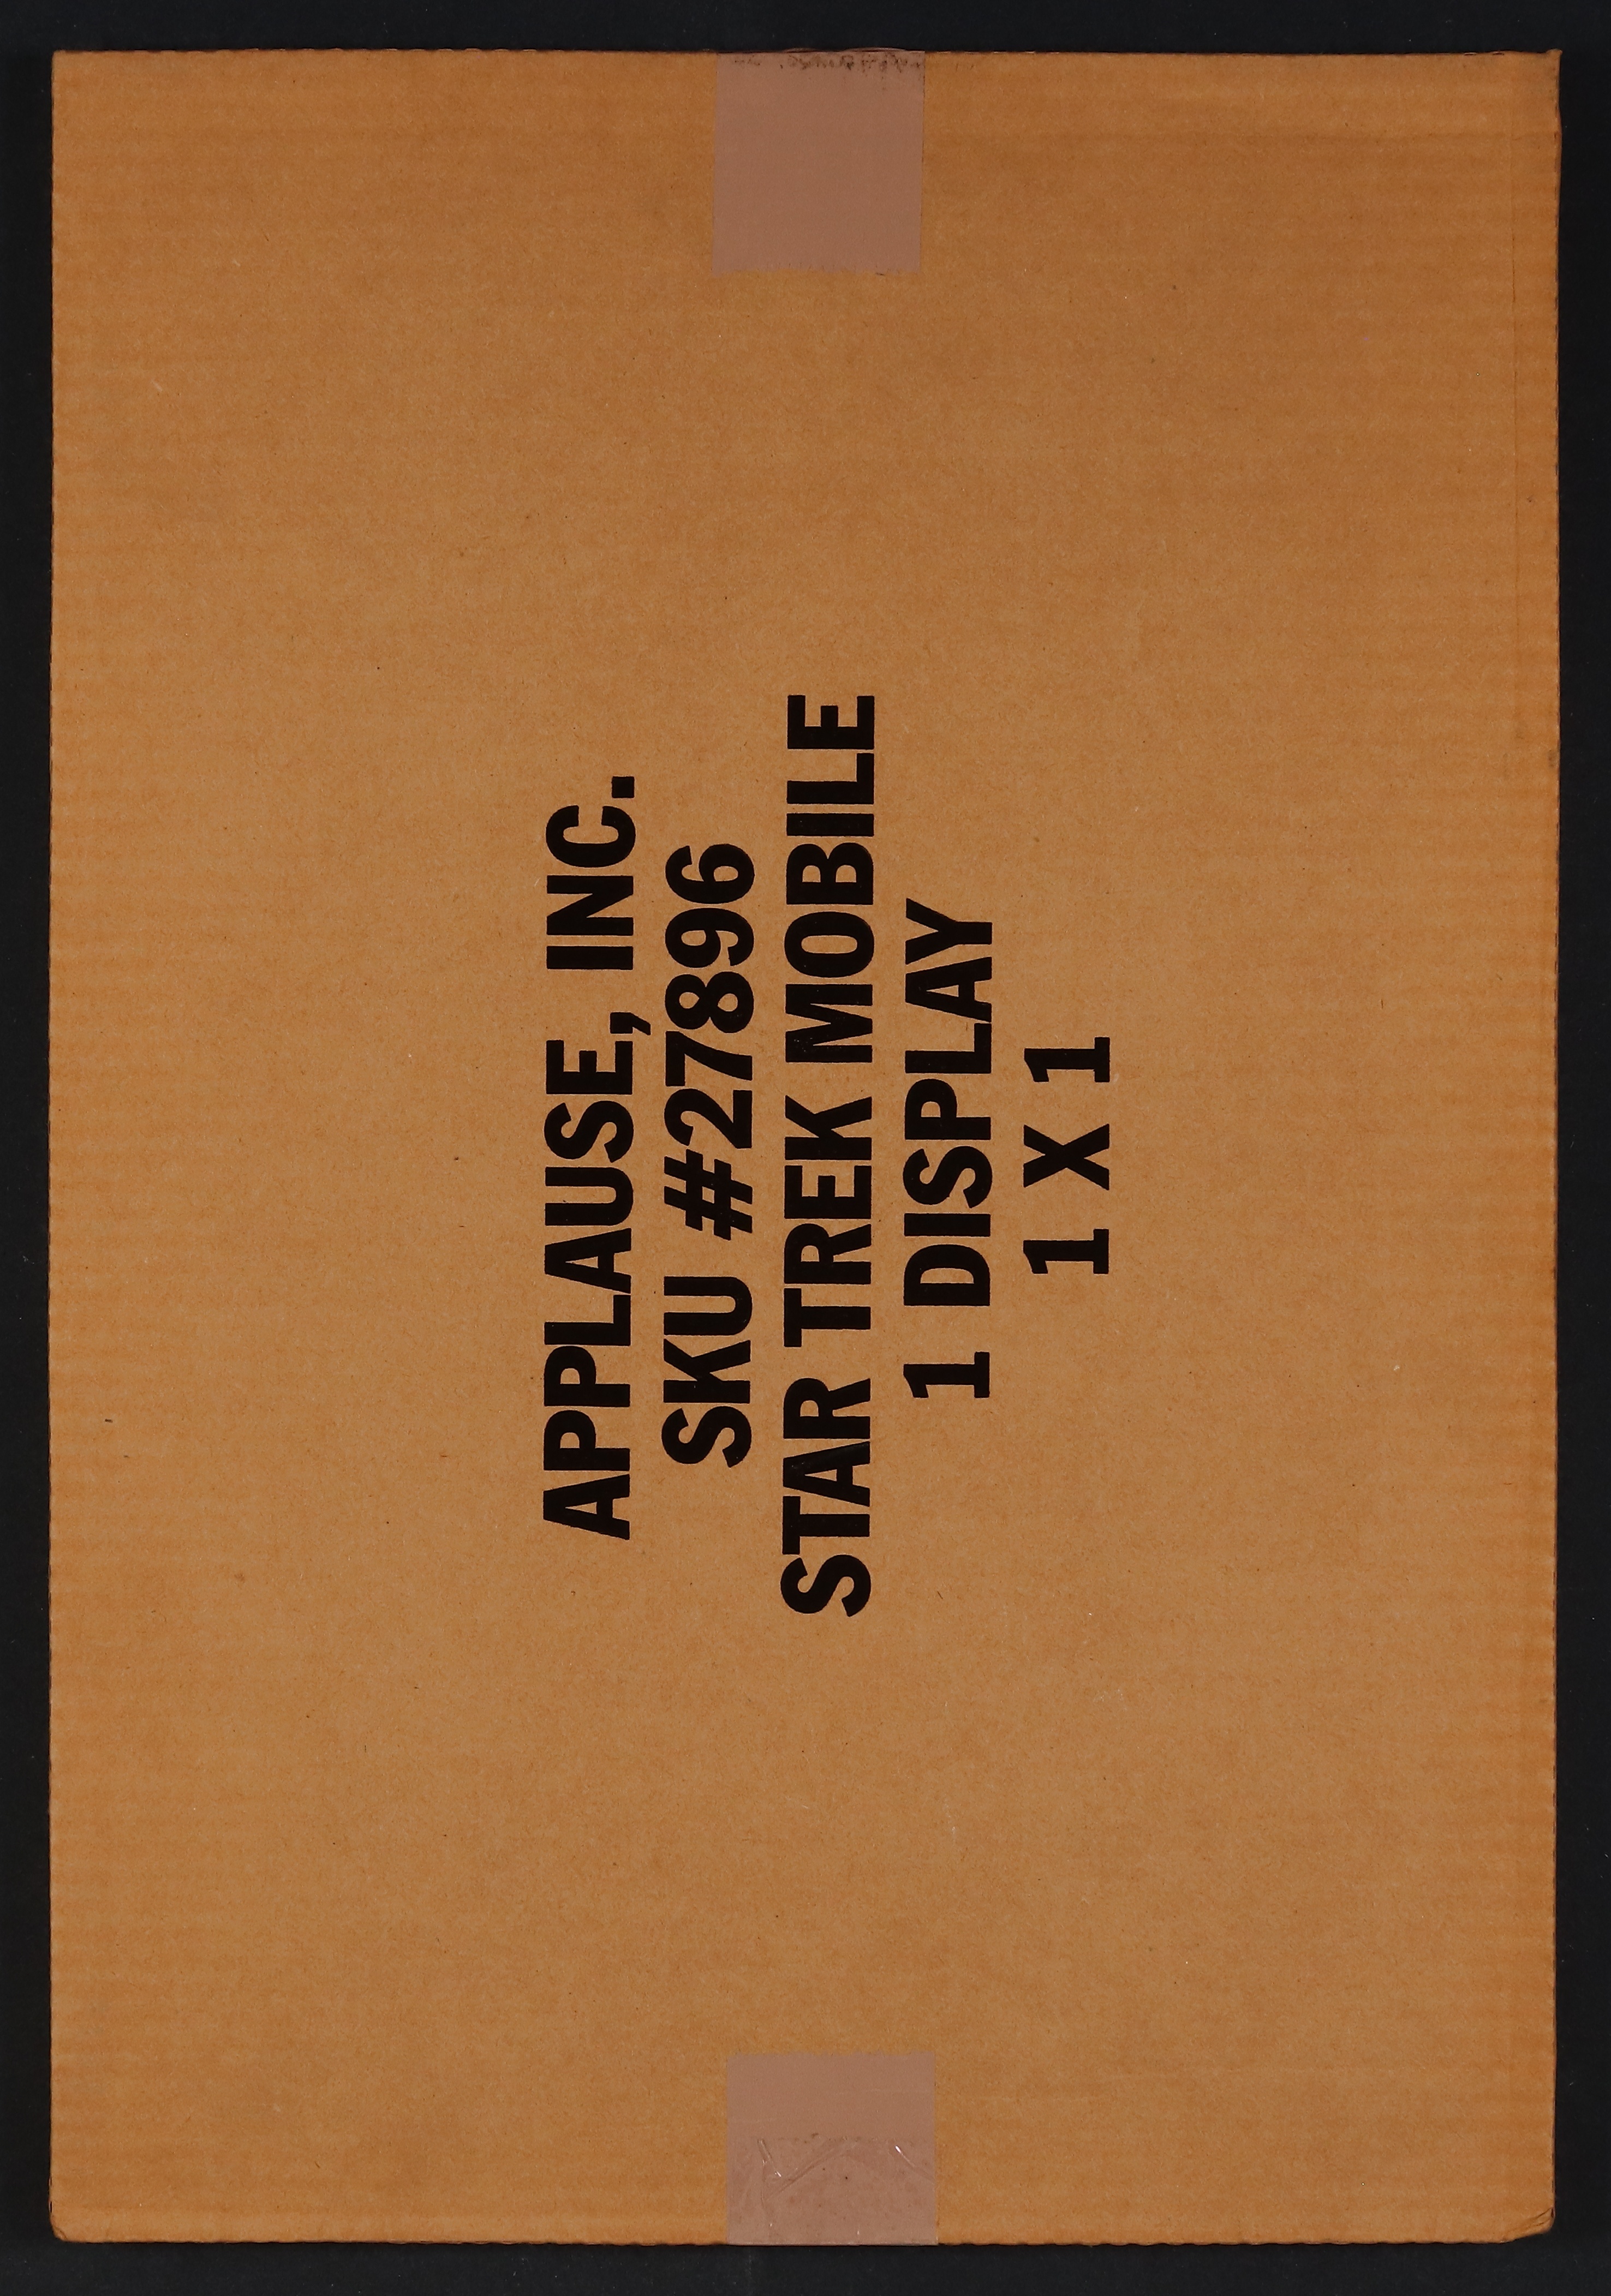 APPLAUSE, INC.
SKU #27896
STAR TREK MOBILE
1 DISPLAY
1 X 1